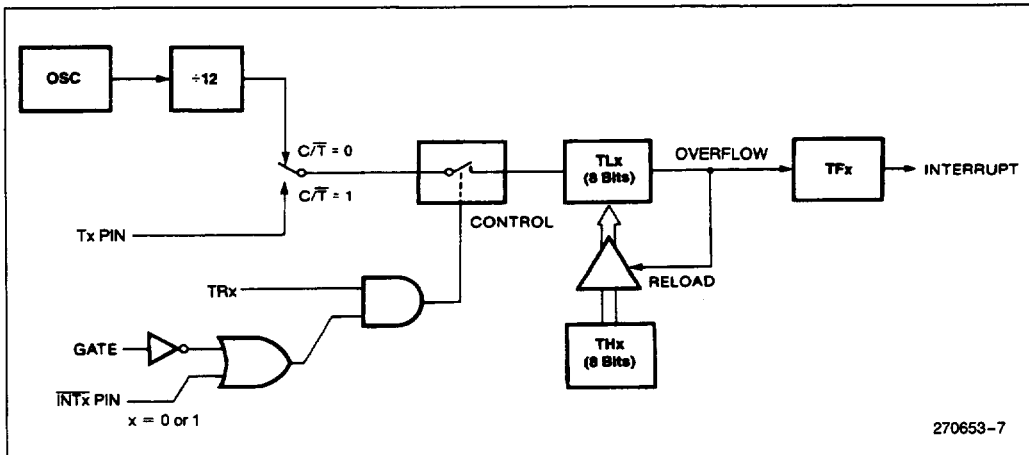 OSC
÷12
C/T̅ = 0
C/T̅ = 1
Tx PIN
CONTROL
TLx
(8 Bits)
OVERFLOW
TFx
INTERRUPT
RELOAD
THx
(8 Bits)
TRx
GATE
I̅N̅T̅x̅ PIN
x = 0 or 1
270653–7